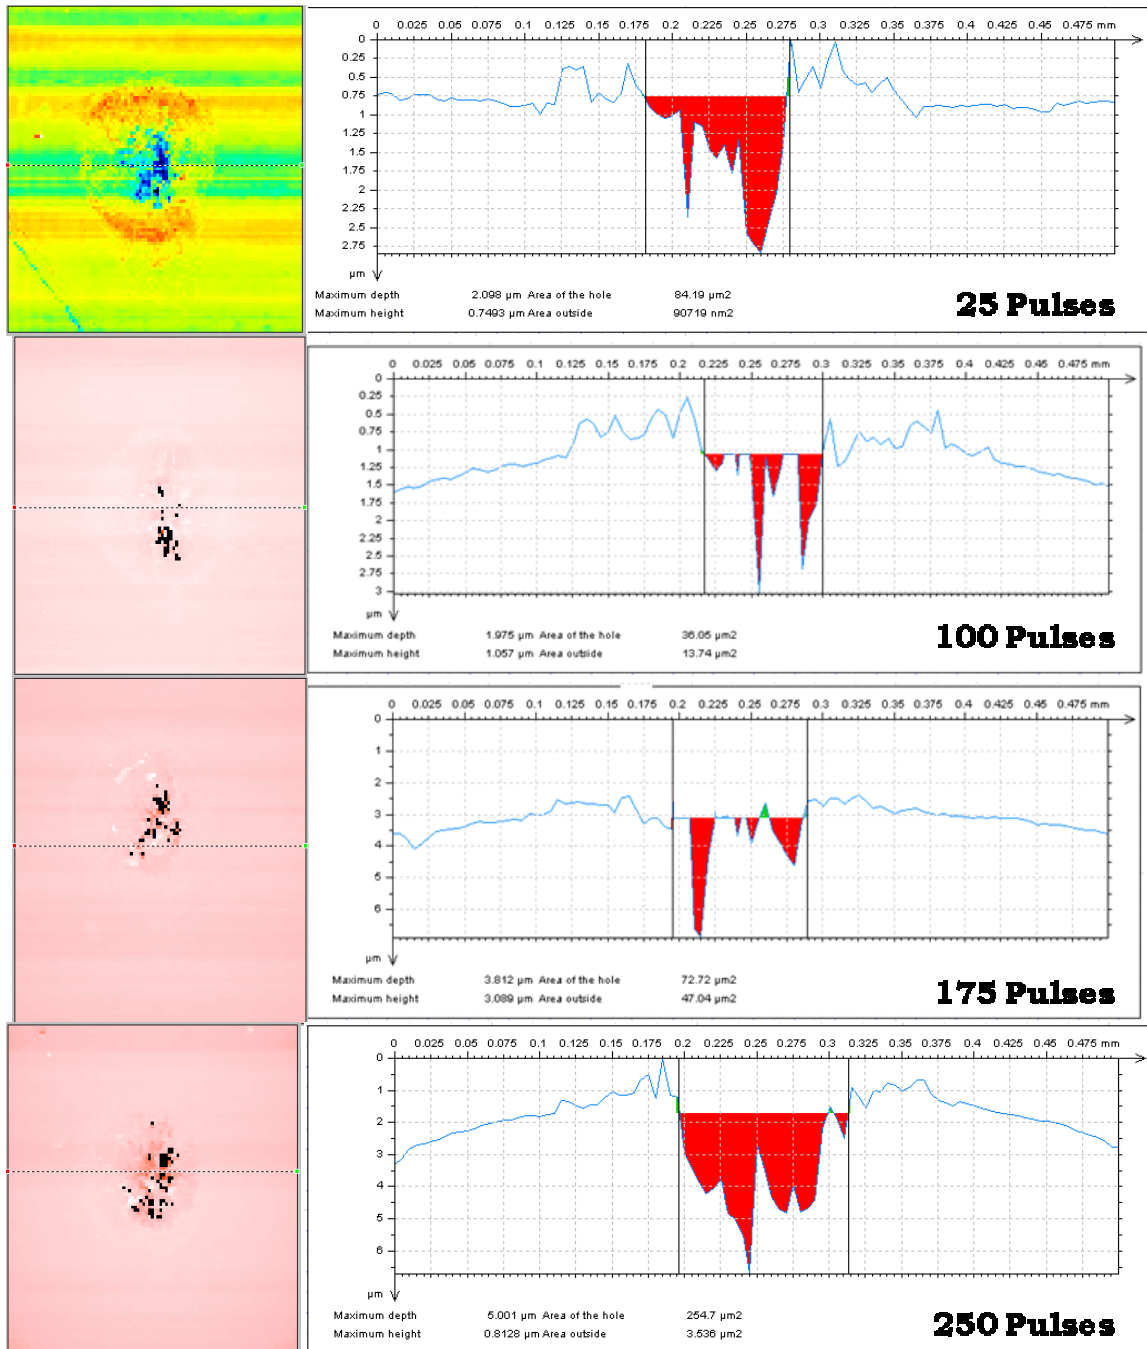 0 0.025 0.05 0.075 0.1 0.125 0.15 0.175 0.2 0.225 0.25 0.275 0.3 0.325 0.35 0.375 0.4 0.425 0.45 0.475 mm
0
0.25
0.5
0.75
1
1.25
1.5
1.75
2
2.25
2.5
2.75
µm
Maximum depth 2.098 µm Area of the hole 84.19 µm2
Maximum height 0.7493 µm Area outside 90719 nm2
25 Pulses
0 0.025 0.05 0.075 0.1 0.125 0.15 0.175 0.2 0.225 0.25 0.275 0.3 0.325 0.35 0.375 0.4 0.425 0.45 0.475 mm
0
0.25
0.5
0.75
1
1.25
1.5
1.75
2
2.25
2.5
2.75
3
µm
Maximum depth 1.975 µm Area of the hole 36.05 µm2
Maximum height 1.057 µm Area outside 13.74 µm2
100 Pulses
0 0.025 0.05 0.075 0.1 0.125 0.15 0.175 0.2 0.225 0.25 0.275 0.3 0.325 0.35 0.375 0.4 0.425 0.45 0.475 mm
0
1
2
3
4
5
6
µm
Maximum depth 3.812 µm Area of the hole 72.72 µm2
Maximum height 3.089 µm Area outside 47.04 µm2
175 Pulses
0 0.025 0.05 0.075 0.1 0.125 0.15 0.175 0.2 0.225 0.25 0.275 0.3 0.325 0.35 0.375 0.4 0.425 0.45 0.475 mm
0
1
2
3
4
5
6
µm
Maximum depth 5.001 µm Area of the hole 254.7 µm2
Maximum height 0.8128 µm Area outside 3.536 µm2
250 Pulses